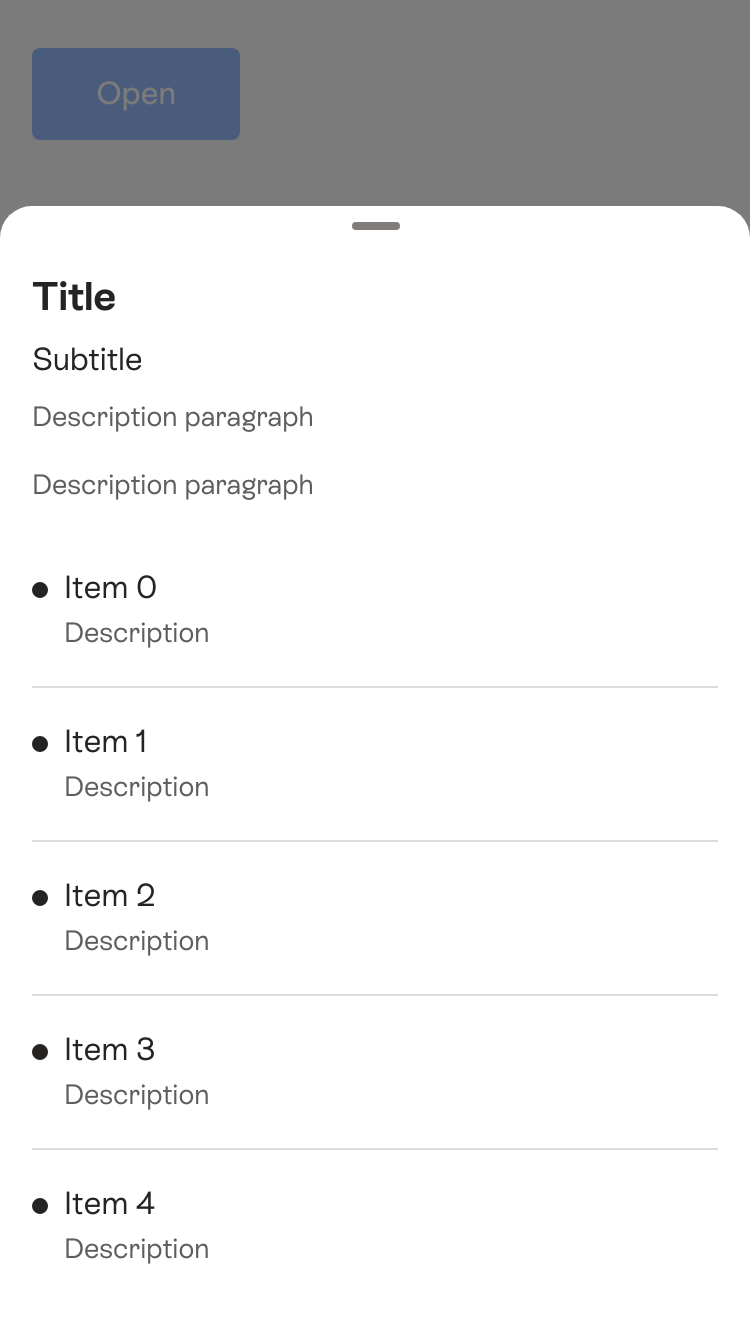 Open
Title
Subtitle
Description paragraph
Description paragraph
Item 0
Description
Item 1
Description
Item 2
Description
Item 3
Description
Item 4
Description